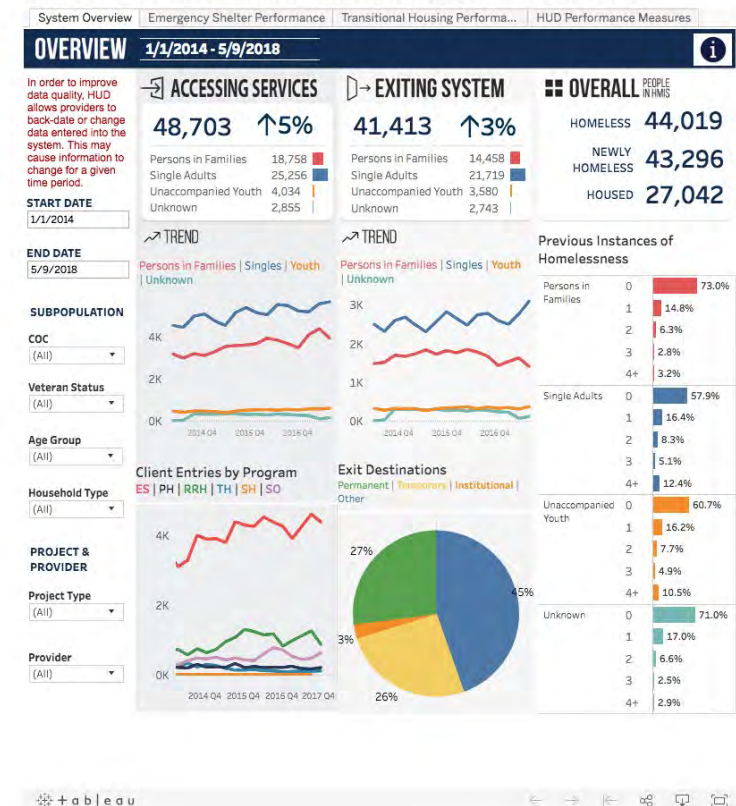 System Overview
Emergency Shelter Performance
Transitional Housing Performa...
HUD Performance Measures
OVERVIEW
1/1/2014 - 5/9/2018
i
In order to improve
data quality, HUD
allows providers to
back-date or change
data entered into the
system. This may
cause information to
change for a given
time period.
START DATE
1/1/2014
END DATE
5/9/2018
SUBPOPULATION
COC
(All)
Veteran Status
(All)
Age Group
(All)
Household Type
(All)
PROJECT &
PROVIDER
Project Type
(All)
Provider
(All)
ACCESSING SERVICES
48,703 ↑5%
Persons in Families 18,758
Single Adults 25,256
Unaccompanied Youth 4,034
Unknown 2,855
TREND
Persons in Families | Singles | Youth
| Unknown
4K
2K
0K
2014 Q4 2015 Q4 2016 Q4
Client Entries by Program
ES | PH | RRH | TH | SH | SO
4K
2K
0K
2014 Q4 2015 Q4 2016 Q4 2017 Q4
EXITING SYSTEM
41,413 ↑3%
Persons in Families 14,458
Single Adults 21,719
Unaccompanied Youth 3,580
Unknown 2,743
TREND
Persons in Families | Singles | Youth
| Unknown
3K
2K
1K
0K
2014 Q4 2015 Q4 2016 Q4
Exit Destinations
Permanent | Temporary | Institutional |
Other
27%
45%
3%
26%
OVERALL PEOPLE
IN HMIS
HOMELESS 44,019
NEWLY
HOMELESS 43,296
HOUSED 27,042
Previous Instances of
Homelessness
Persons in
Families
0 73.0%
1 14.8%
2 6.3%
3 2.8%
4+ 3.2%
Single Adults 0 57.9%
1 16.4%
2 8.3%
3 5.1%
4+ 12.4%
Unaccompanied
Youth
0 60.7%
1 16.2%
2 7.7%
3 4.9%
4+ 10.5%
Unknown 0 71.0%
1 17.0%
2 6.6%
3 2.5%
4+ 2.9%
+ableau